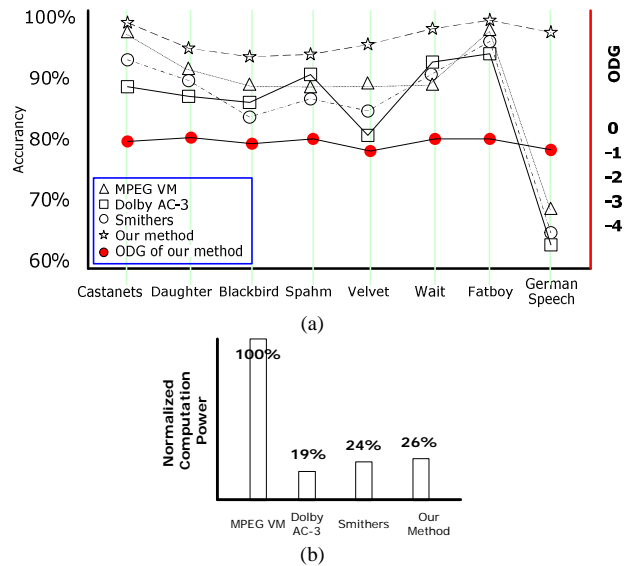 100%
90%
80%
70%
60%
Accurancy
ODG
0
-1
-2
-3
-4
MPEG VM
Dolby AC-3
Smithers
Our method
ODG of our method
Castanets Daughter Blackbird Spahm Velvet Wait Fatboy German
Speech
(a)
Normalized
Computation
Power
100%
19%
24%
26%
MPEG VM Dolby AC-3 Smithers Our Method
(b)